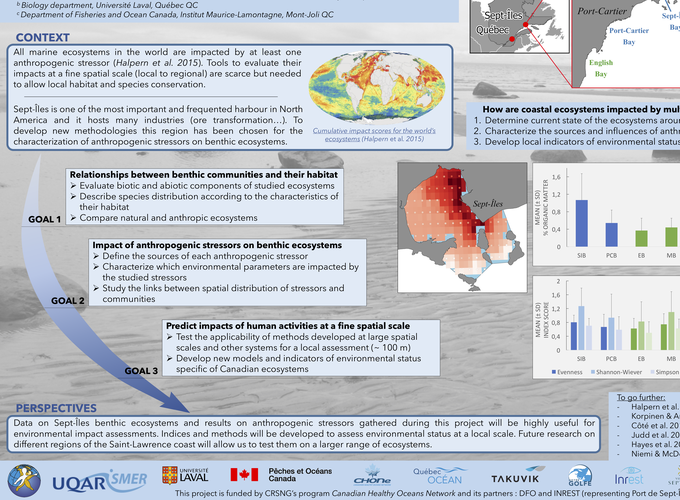 ᵇ Biology department, Université Laval, Québec QC
ᶜ Department of Fisheries and Ocean Canada, Institut Maurice-Lamontagne, Mont-Joli QC
Sept-Îles
Québec
Port-Cartier
Port-Cartier
Bay
English
Bay
CONTEXT
All marine ecosystems in the world are impacted by at least one
anthropogenic stressor (Halpern et al. 2015). Tools to evaluate their
impacts at a fine spatial scale (local to regional) are scarce but needed
to allow local habitat and species conservation.
Sept-Îles is one of the most important and frequented harbour in North
America and it hosts many industries (ore transformation…). To
develop new methodologies this region has been chosen for the
characterization of anthropogenic stressors on benthic ecosystems.
Cumulative impact scores for the world's
ecosystems (Halpern et al. 2015)
How are coastal ecosystems impacted by
1. Determine current state of the ecosystems
2. Characterize the sources and influences of
3. Develop local indicators of environmental status
GOAL 1
Relationships between benthic communities and their habitat
➢ Evaluate biotic and abiotic components of studied ecosystems
➢ Describe species distribution according to the characteristics of
their habitat
➢ Compare natural and anthropic ecosystems
GOAL 2
Impact of anthropogenic stressors on benthic ecosystems
➢ Define the sources of each anthropogenic stressor
➢ Characterize which environmental parameters are impacted by
the studied stressors
➢ Study the links between spatial distribution of stressors and
communities
GOAL 3
Predict impacts of human activities at a fine spatial scale
➢ Test the applicability of methods developed at large spatial
scales and other systems for a local assessment (~ 100 m)
➢ Develop new models and indicators of environmental status
specific of Canadian ecosystems
Sept-Îles
MEAN (± SD)
% ORGANIC MATTER
1,6
1,2
0,8
0,4
0
SIB PCB EB MB
MEAN (± SD)
INDEX SCORE
2
1,6
1,2
0,8
0,4
0
SIB PCB EB MB
Evenness Shannon-Wiever Simpson
PERSPECTIVES
Data on Sept-Îles benthic ecosystems and results on anthropogenic stressors gathered during this project will be highly useful for
environmental impact assessments. Indices and methods will be developed to assess environmental status at a local scale. Future research on
different regions of the Saint-Lawrence coast will allow us to test them on a larger range of ecosystems.
To go further:
- Halpern et al.
- Korpinen &
- Côté et al. 20
- Judd et al. 20
- Hayes et al. 20
- Niemi &
UQAR ISMER
UNIVERSITÉ
LAVAL
Pêches et Océans
Canada
CHONe
Québec
OCÉAN
TAKUVIK
GOLFE
Inrest
This project is funded by CRSNG's program Canadian Healthy Oceans Network and its partners : DFO and INREST (representing Port de